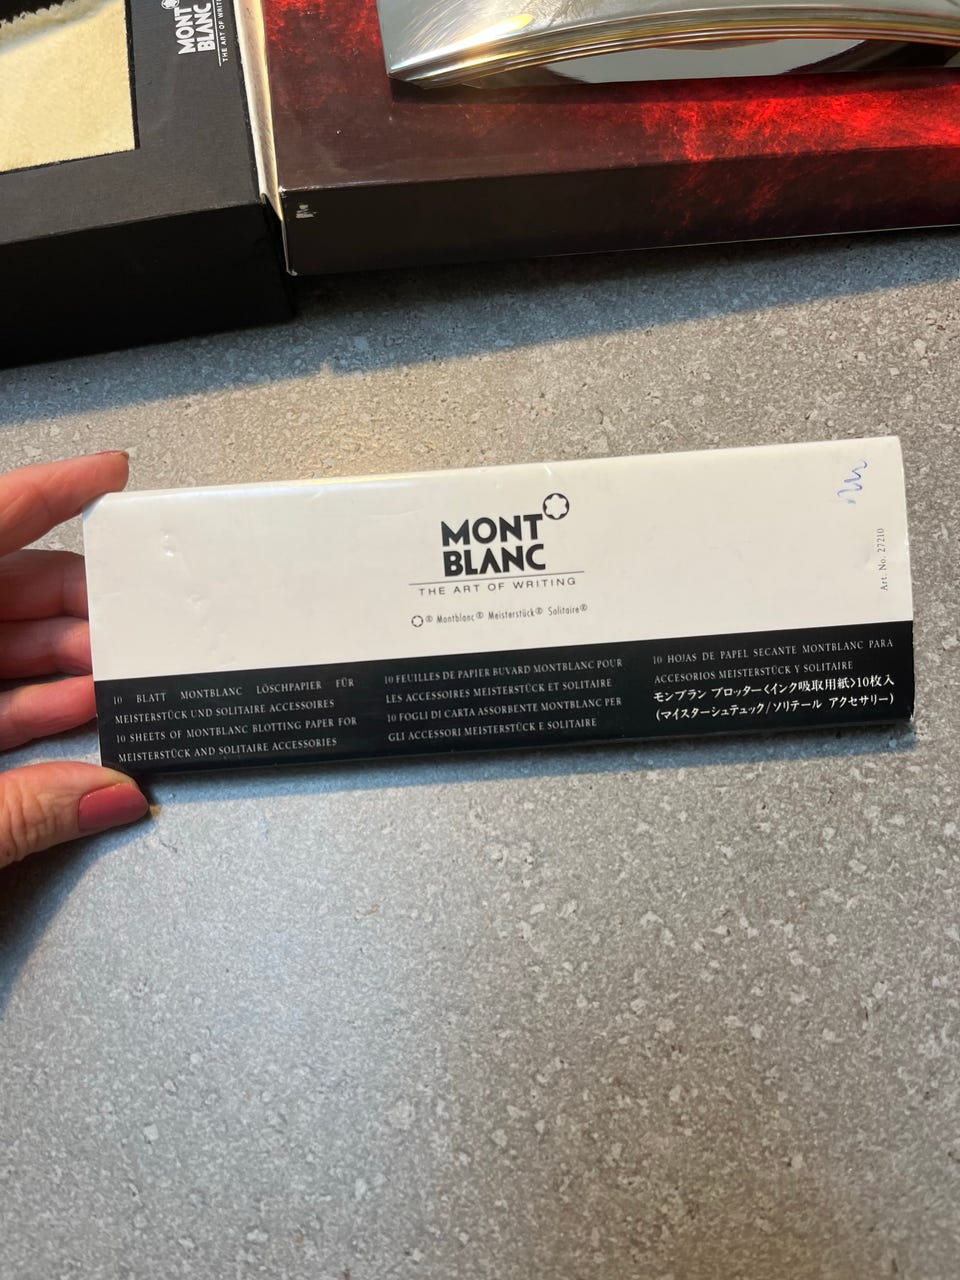 MONT
BLANC
THE ART OF WRITING
MONT
BLANC
THE ART OF WRITING
® Montblanc® Meisterstück® Solitaire®
Art. No. 27210
10 BLATT MONTBLANC LÖSCHPAPIER FÜR
MEISTERSTÜCK UND SOLITAIRE ACCESSOIRES
10 SHEETS OF MONTBLANC BLOTTING PAPER FOR
MEISTERSTÜCK AND SOLITAIRE ACCESSORIES
10 FEUILLES DE PAPIER BUVARD MONTBLANC POUR
LES ACCESSOIRES MEISTERSTÜCK ET SOLITAIRE
10 FOGLI DI CARTA ASSORBENTE MONTBLANC PER
GLI ACCESSORI MEISTERSTÜCK E SOLITAIRE
10 HOJAS DE PAPEL SECANTE MONTBLANC PARA
ACCESORIOS MEISTERSTÜCK Y SOLITAIRE
モンブラン ブロッター<インク吸取用紙>10枚入
(マイスターシュテュック/ソリテール アクセサリー)